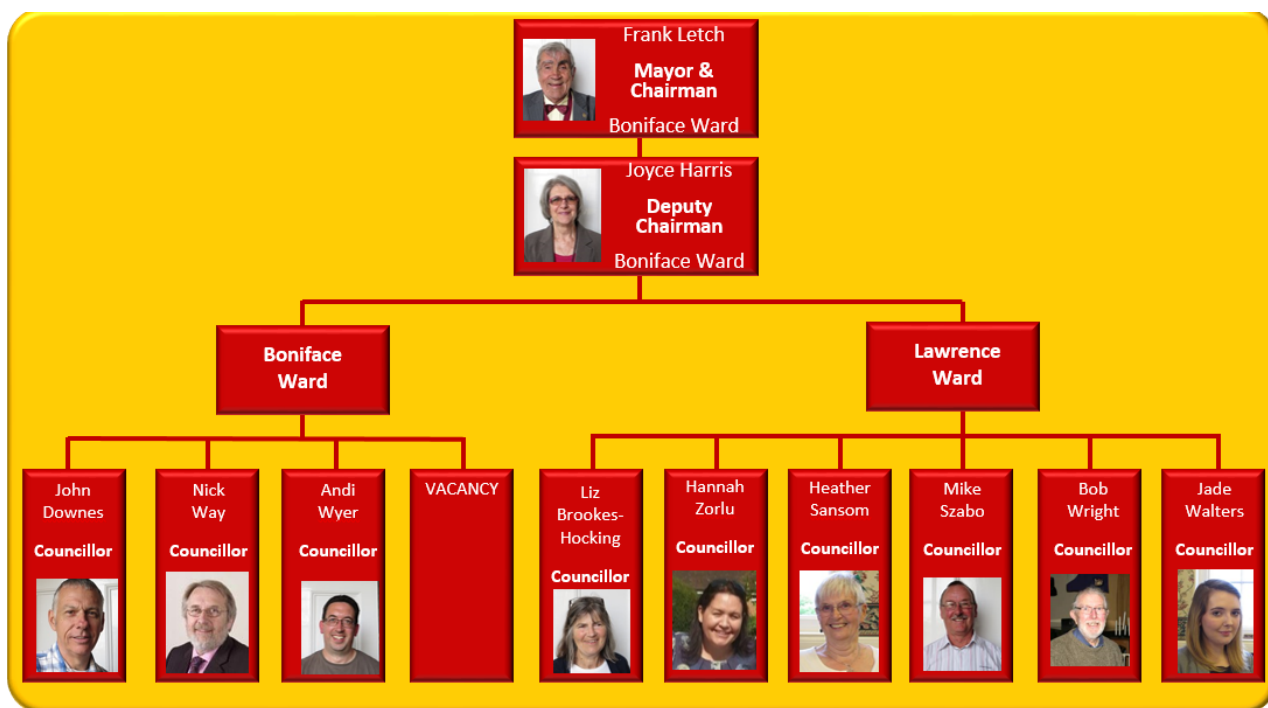 Frank Letch
Mayor &
Chairman
Boniface Ward
Joyce Harris
Deputy
Chairman
Boniface Ward
Boniface
Ward
Lawrence
Ward
John
Downes
Councillor
Nick
Way
Councillor
Andi
Wyer
Councillor
VACANCY
Liz
Brookes-
Hocking
Councillor
Hannah
Zorlu
Councillor
Heather
Sansom
Councillor
Mike
Szabo
Councillor
Bob
Wright
Councillor
Jade
Walters
Councillor